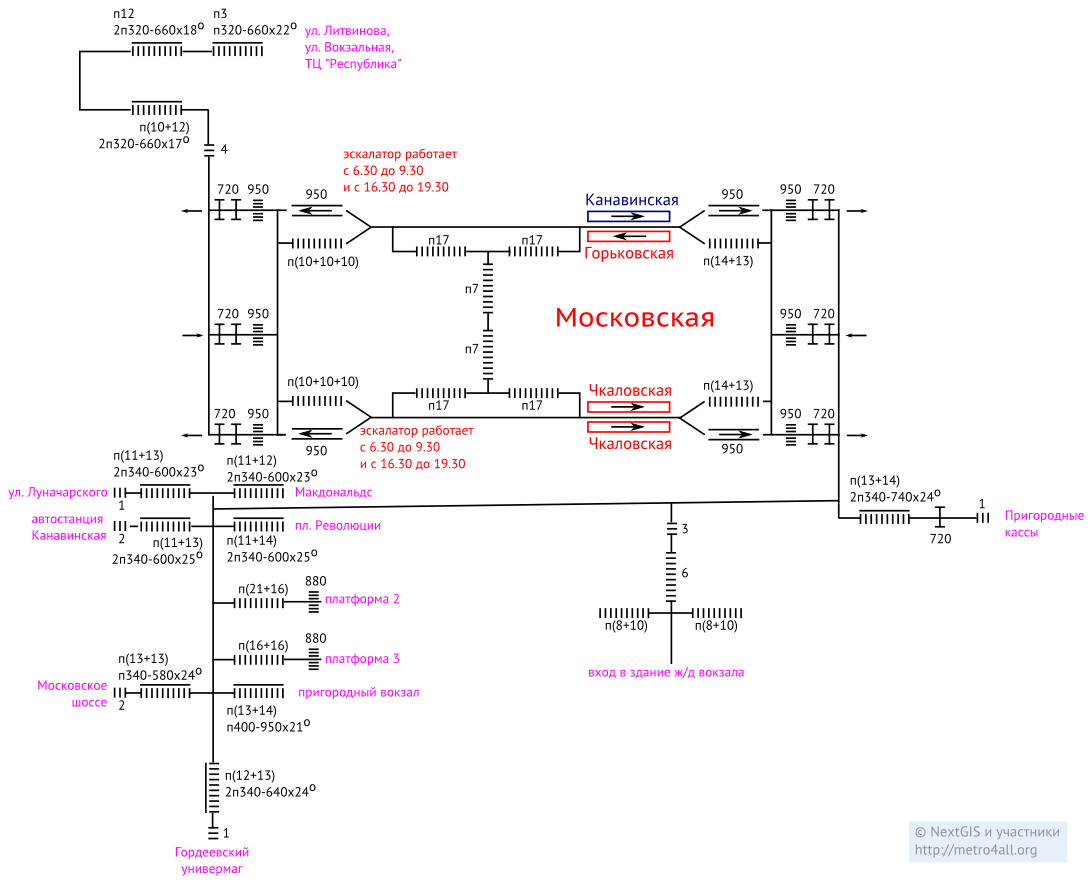 п12
2п320-660х18°
п3
п320-660х22°
ул. Литвинова,
ул. Вокзальная,
ТЦ "Республика"
п(10+12)
2п320-660х17°
4
эскалатор работает
с 6.30 до 9.30
и с 16.30 до 19.30
720
950
950
Канавинская
950
950
720
п(10+10+10)
п17
п17
Горьковская
п(14+13)
п7
720
950
Московская
950
720
п7
п(10+10+10)
п17
п17
Чкаловская
п(14+13)
720
950
950
эскалатор работает
с 6.30 до 9.30
и с 16.30 до 19.30
Чкаловская
950
950
720
п(11+13)
2п340-600х23°
п(11+12)
2п340-600х23°
ул. Луначарского
1
Макдональдс
автостанция
Канавинская
2
п(11+13)
2п340-600х25°
пл. Революции
п(11+14)
2п340-600х25°
п(13+14)
2п340-740х24°
1
720
Пригородные
кассы
3
6
п(8+10)
п(8+10)
вход в здание ж/д вокзала
п(21+16)
880
платформа 2
п(16+16)
880
платформа 3
п(13+13)
п340-580х24°
Московское
шоссе
2
пригородный вокзал
п(13+14)
п400-950х21°
п(12+13)
2п340-640х24°
1
Гордеевский
универмаг
© NextGIS и участники
http://metro4all.org